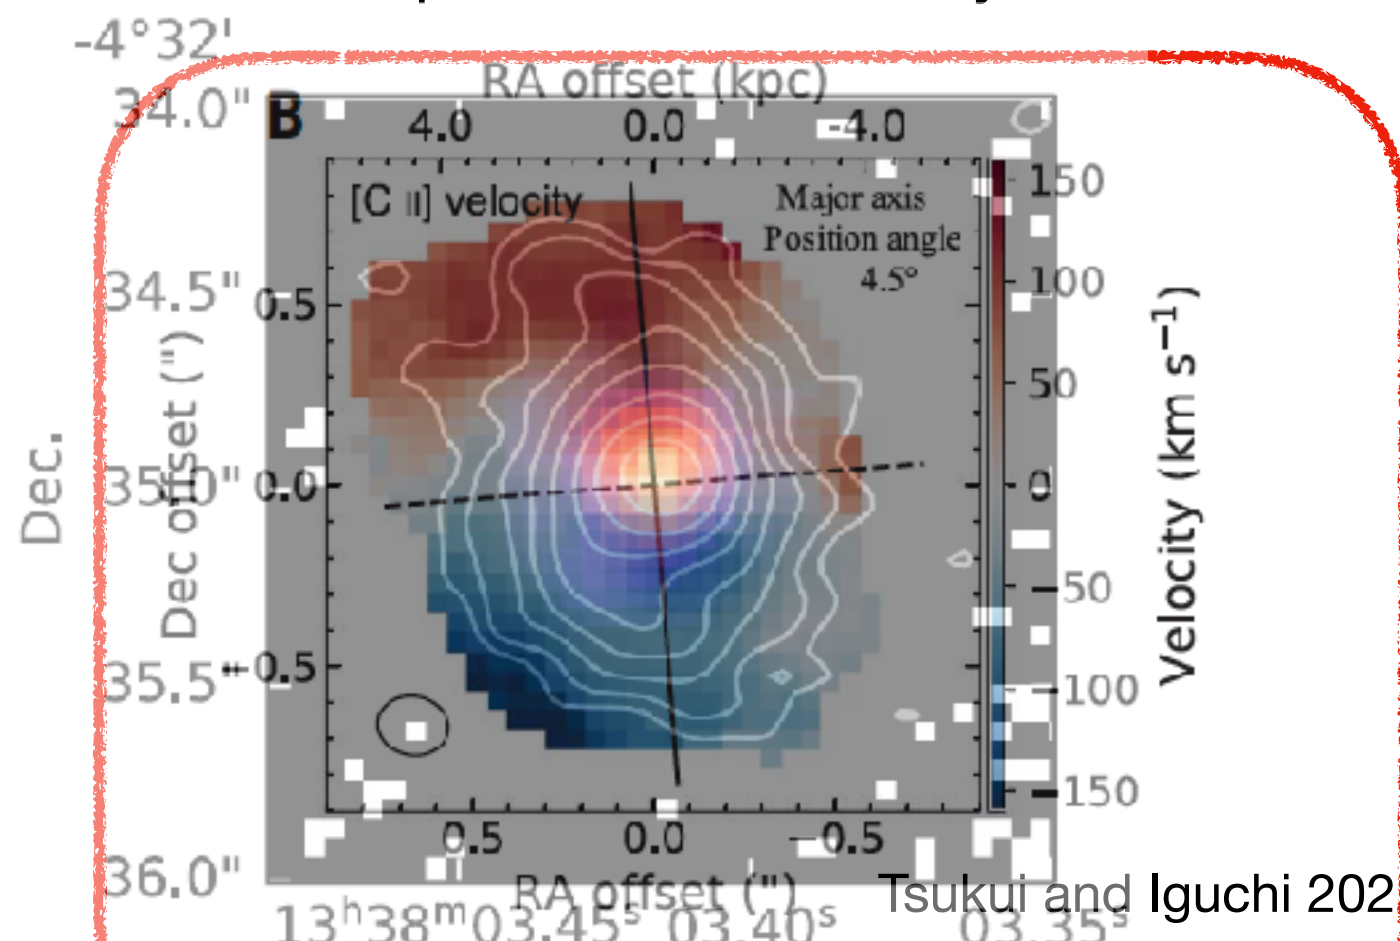 -4°32'
34.0"
RA offset (kpc)
B
4.0 0.0 -4.0
[C II] velocity
Major axis
Position angle
4.5°
150
100
50
0
-50
-100
-150
Velocity (km s⁻¹)
34.5"
35.0"
35.5"
36.0"
Dec.
Dec offset (")
0.5
0.0
-0.5
0.5 0.0 -0.5
RA offset (")
13ʰ38ᵐ03.45ˢ 03.40ˢ 03.35ˢ
Tsukui and Iguchi 202